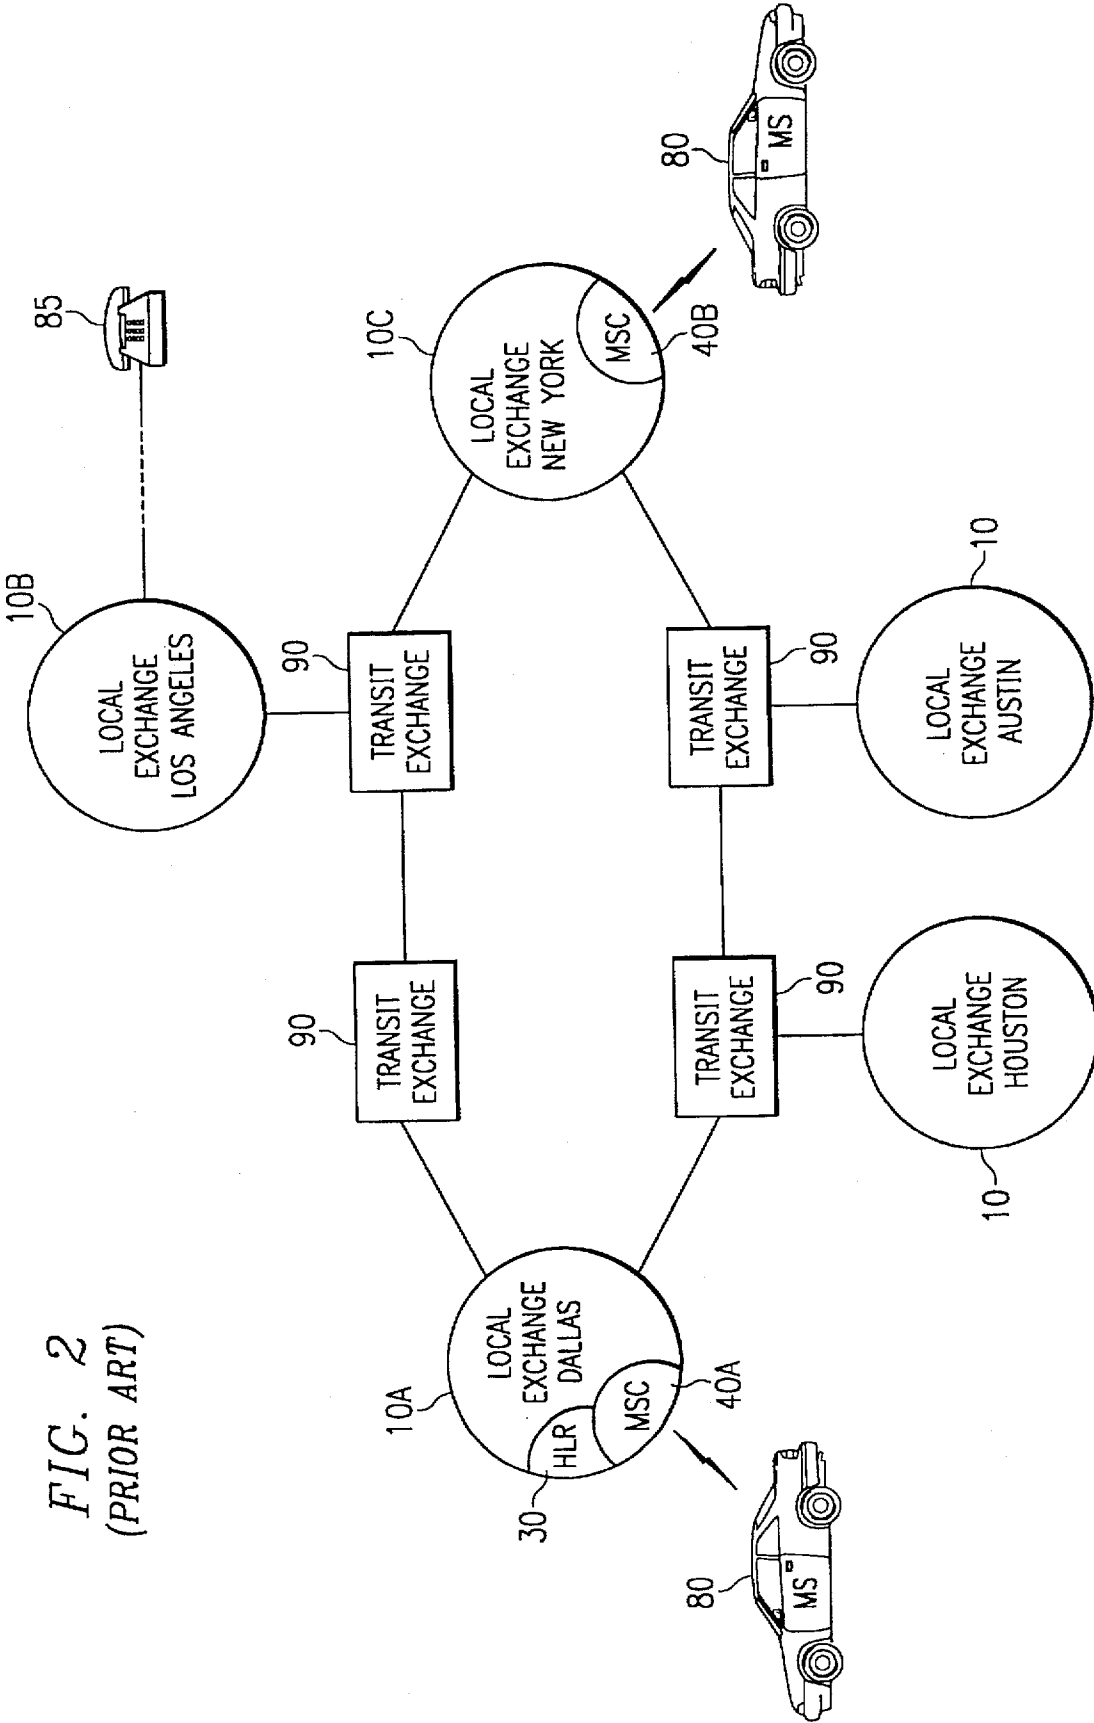 FIG. 2
(PRIOR ART)
85
10B
LOCAL
EXCHANGE
LOS ANGELES
90
TRANSIT
EXCHANGE
90
TRANSIT
EXCHANGE
10A
LOCAL
EXCHANGE
DALLAS
30
HLR
MSC
40A
80
MS
10C
LOCAL
EXCHANGE
NEW YORK
MSC
40B
80
MS
TRANSIT
EXCHANGE
90
TRANSIT
EXCHANGE
90
10
LOCAL
EXCHANGE
HOUSTON
10
LOCAL
EXCHANGE
AUSTIN